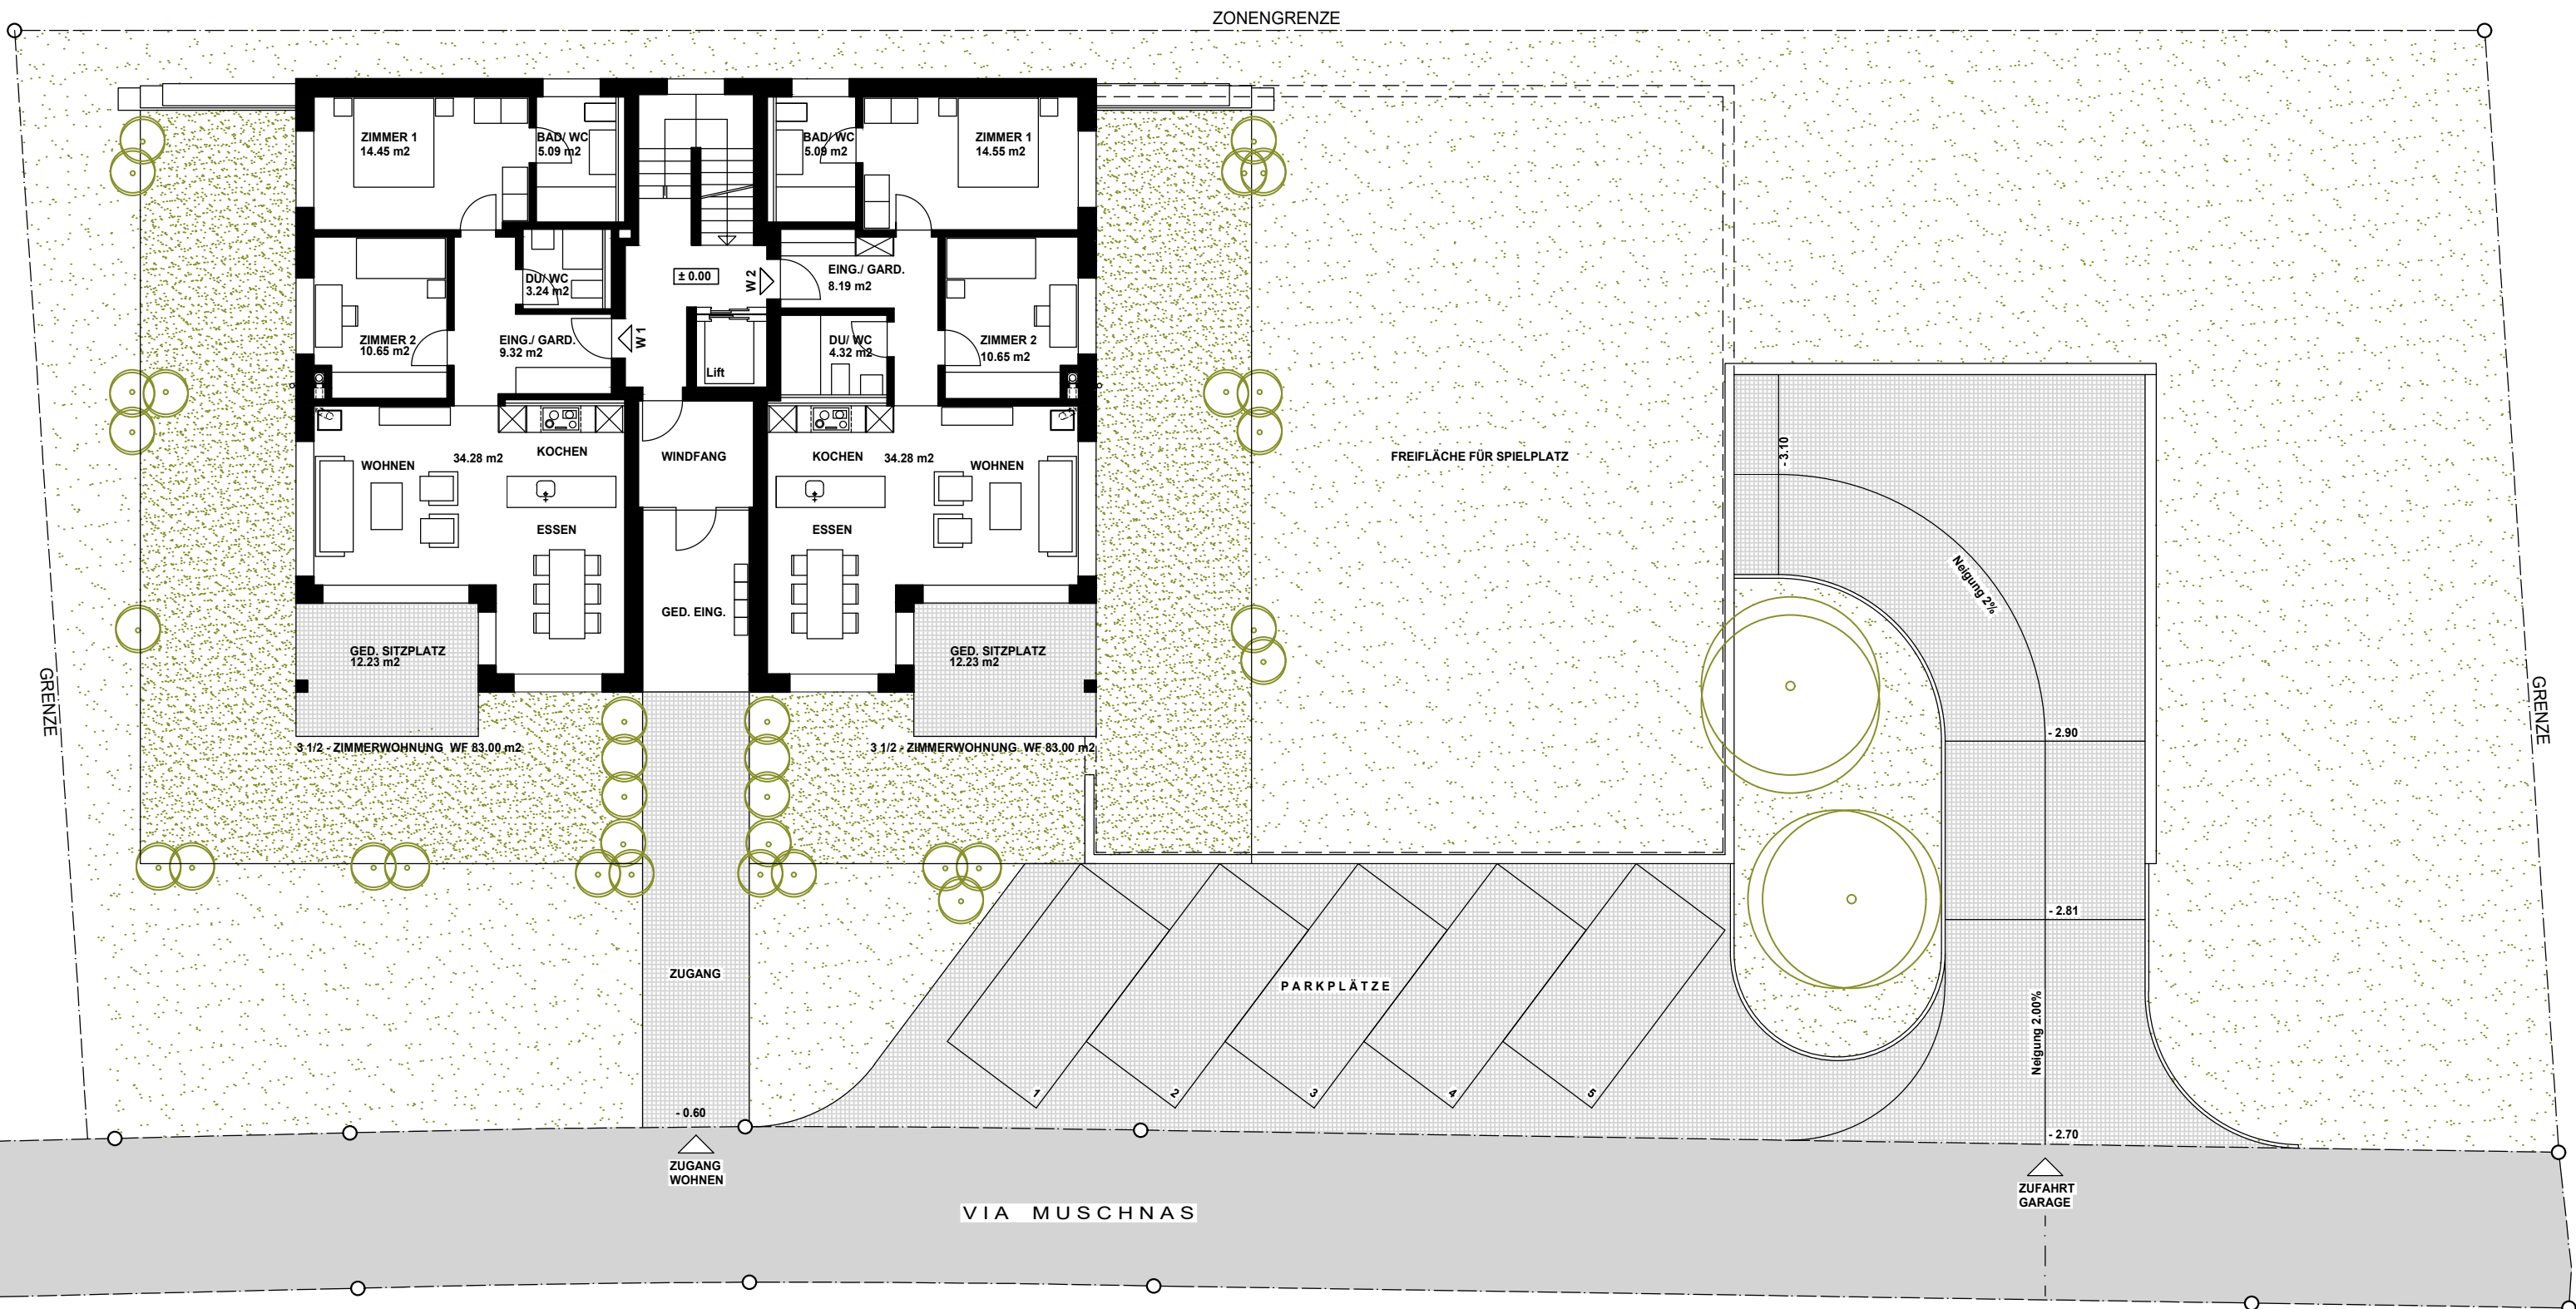 ZONENGRENZE
ZIMMER 1
14.45 m2
BAD/ WC
5.09 m2
BAD/ WC
5.09 m2
ZIMMER 1
14.55 m2
DU/ WC
3.24 m2
± 0.00
W 2
EING./ GARD.
8.19 m2
ZIMMER 2
10.65 m2
EING./ GARD.
9.32 m2
W 1
Lift
DU/ WC
4.32 m2
ZIMMER 2
10.65 m2
WOHNEN
34.28 m2
KOCHEN
WINDFANG
KOCHEN
34.28 m2
WOHNEN
FREIFLÄCHE FÜR SPIELPLATZ
- 3.10
ESSEN
ESSEN
Neigung 2%
GED. EING.
GED. SITZPLATZ
12.23 m2
GED. SITZPLATZ
12.23 m2
GRENZE
GRENZE
3 1/2 - ZIMMERWOHNUNG WF 83.00 m2
3 1/2 - ZIMMERWOHNUNG WF 83.00 m2
- 2.90
- 2.81
ZUGANG
PARKPLÄTZE
Neigung 2.00%
1
2
3
4
5
- 0.60
- 2.70
ZUGANG
WOHNEN
ZUFAHRT
GARAGE
VIA MUSCHNAS